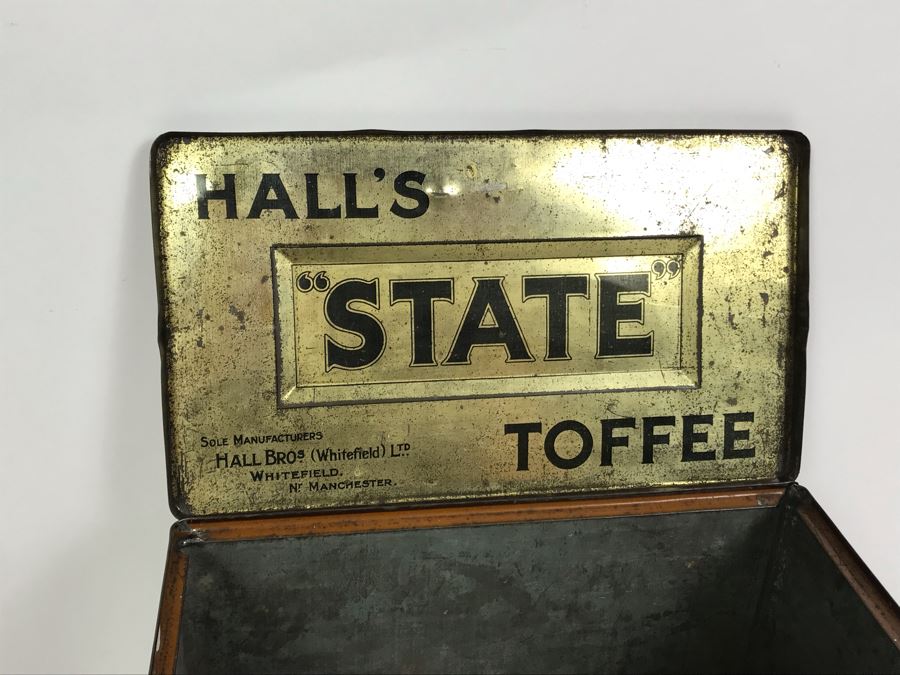 HALL'S
“STATE”
TOFFEE
SOLE MANUFACTURERS
HALL BROS (Whitefield) LTD
WHITEFIELD.
NR MANCHESTER.